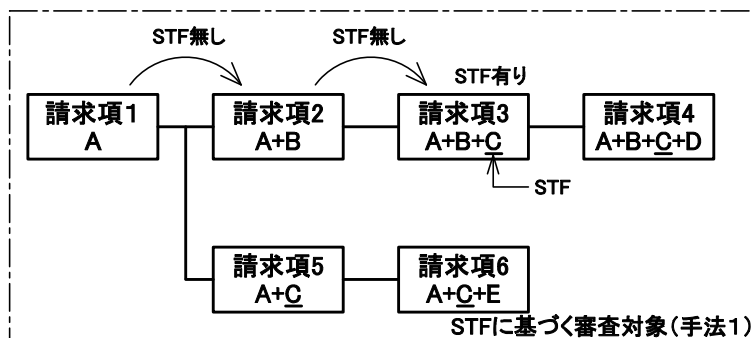 STF無し
STF無し
STF有り
請求項1
A
請求項2
A+B
請求項3
A+B+C
請求項4
A+B+C+D
STF
請求項5
A+C
請求項6
A+C+E
STFに基づく審査対象(手法1)